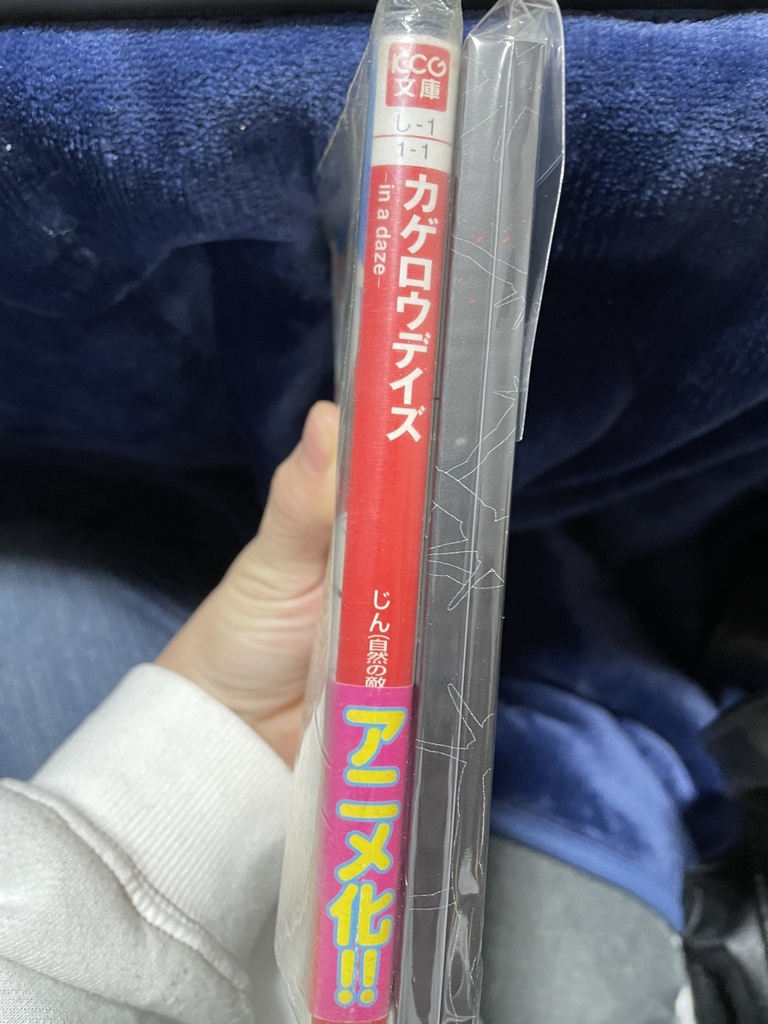 KCG
文庫
じ-1
1-1
カゲロウデイズ
-in a daze-
じん(自然の敵
アニメ化!!